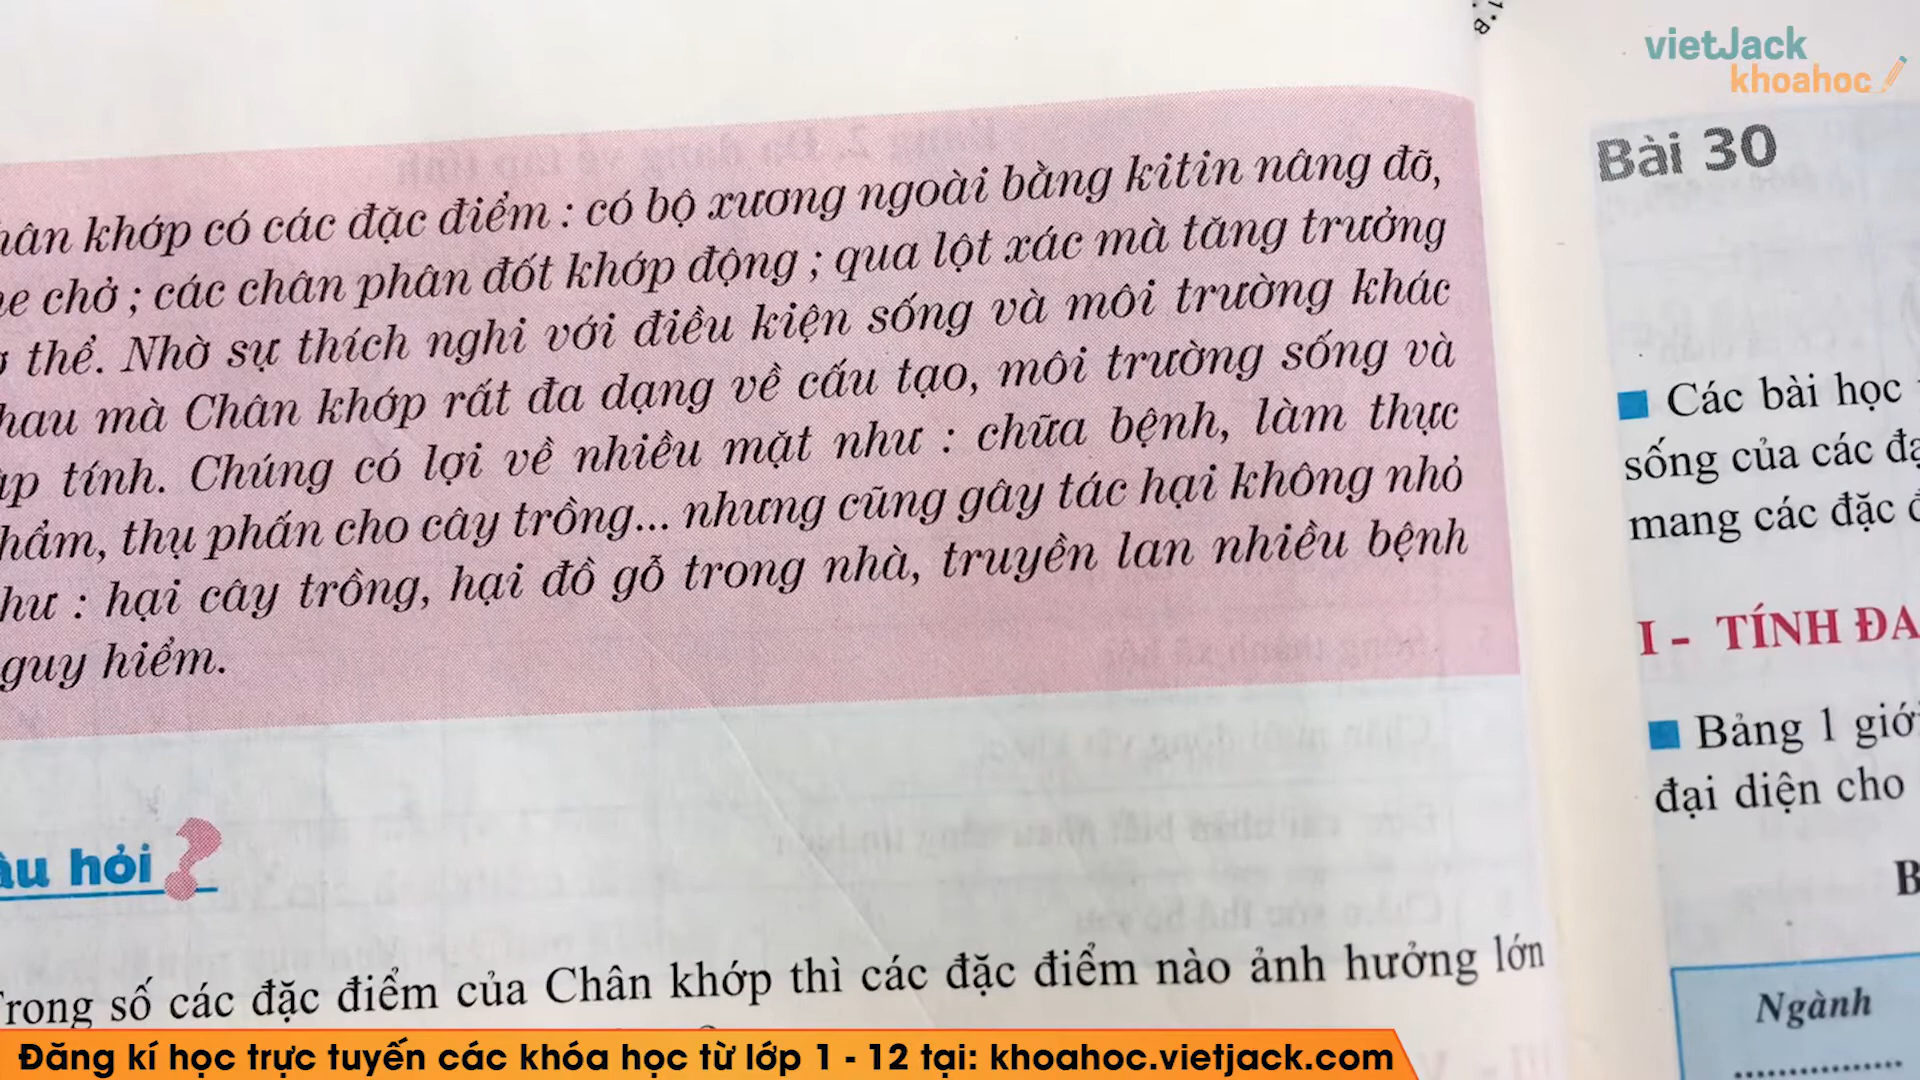 vietJack
khoahoc
khớp có các đặc điểm : có bộ xương ngoài bằng kitin nâng đỡ,
chở ; các chân phân đốt khớp động ; qua lột xác mà tăng trưởng
thể. Nhờ sự thích nghi với điều kiện sống và môi trường khác
mà Chân khớp rất đa dạng về cấu tạo, môi trường sống và
tính. Chúng có lợi về nhiều mặt như : chữa bệnh, làm thực
thụ phấn cho cây trồng... nhưng cũng gây tác hại không nhỏ
: hại cây trồng, hại đồ gỗ trong nhà, truyền lan nhiều bệnh
guy hiểm.
hỏi ?
rong số các đặc điểm của Chân khớp thì các đặc điểm nào ảnh hưởng lớn
Bài 30
Các bài học
sống của các
mang các đặc
I - TÍNH ĐA
Bảng 1 giới
đại diện cho
Ngành
Đăng kí học trực tuyến các khóa học từ lớp 1 - 12 tại: khoahoc.vietjack.com